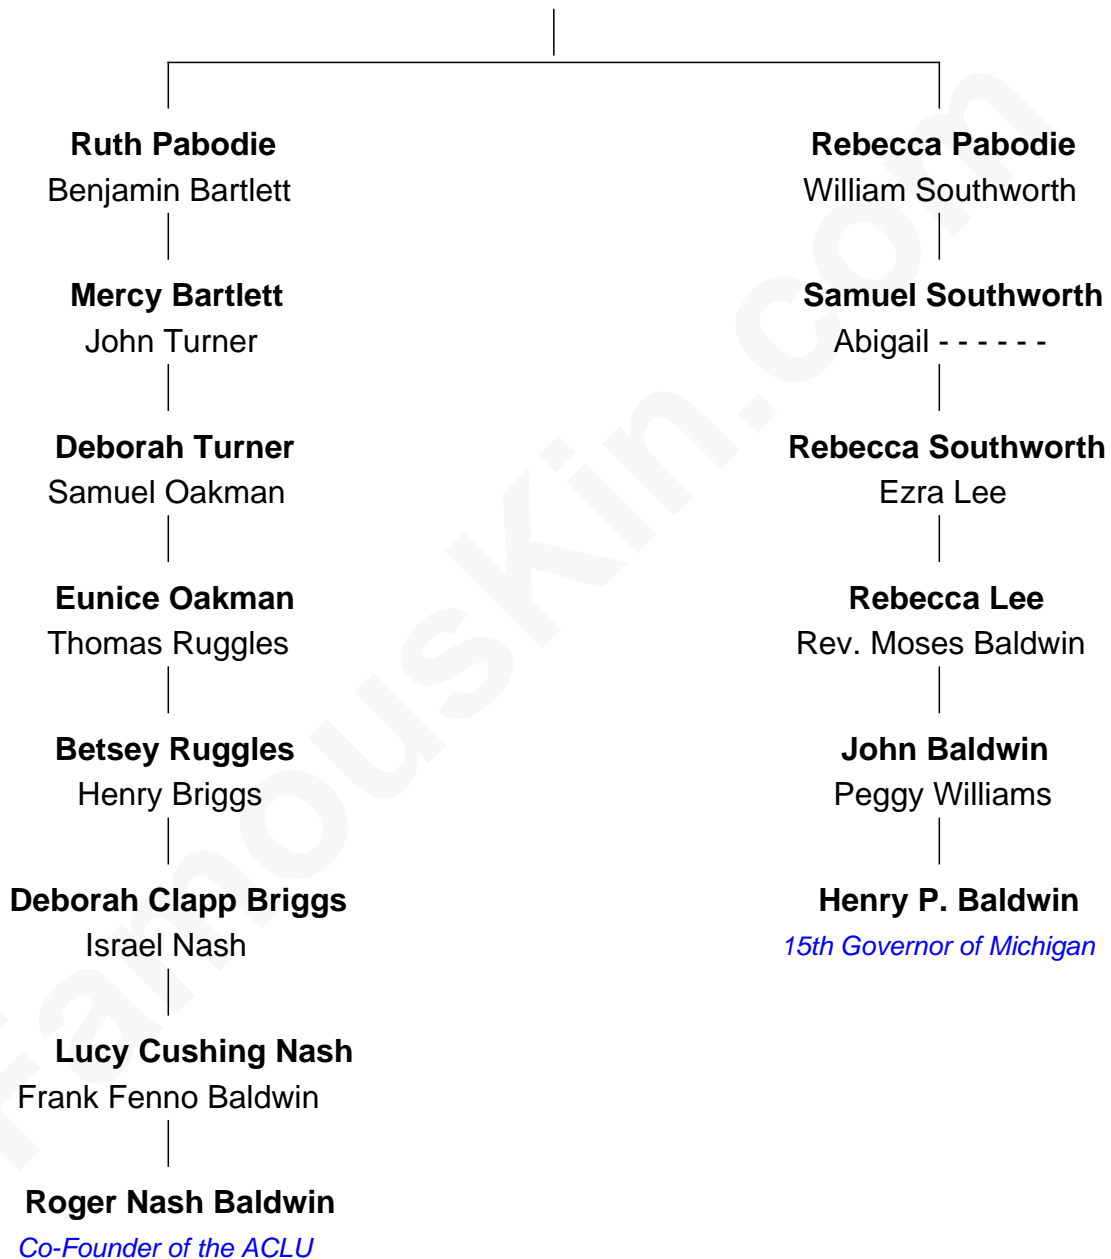 Ruth Pabodie
Benjamin Bartlett
Mercy Bartlett
John Turner
Deborah Turner
Samuel Oakman
Eunice Oakman
Thomas Ruggles
Betsey Ruggles
Henry Briggs
Deborah Clapp Briggs
Israel Nash
Lucy Cushing Nash
Frank Fenno Baldwin
Roger Nash Baldwin
Co-Founder of the ACLU
Rebecca Pabodie
William Southworth
Samuel Southworth
Abigail - - - - - -
Rebecca Southworth
Ezra Lee
Rebecca Lee
Rev. Moses Baldwin
John Baldwin
Peggy Williams
Henry P. Baldwin
15th Governor of Michigan
FamousKin.com